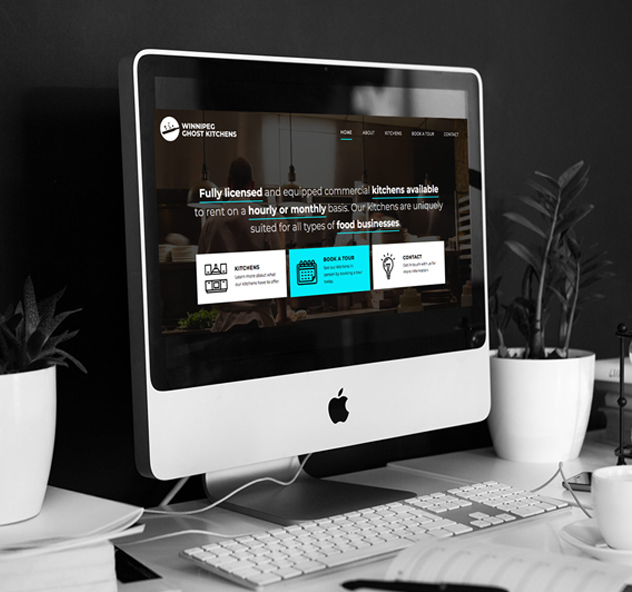 WINNIPEG
GHOST KITCHENS
HOME ABOUT KITCHENS BOOK A TOUR CONTACT
Fully licensed and equipped commercial kitchens available
to rent on a hourly or monthly basis. Our kitchens are uniquely
suited for all types of food businesses
KITCHENS
Learn more about what
our kitchens have to offer
BOOK A TOUR
See our kitchens in
person by booking a tour
today.
CONTACT
Get in touch with us for
more information